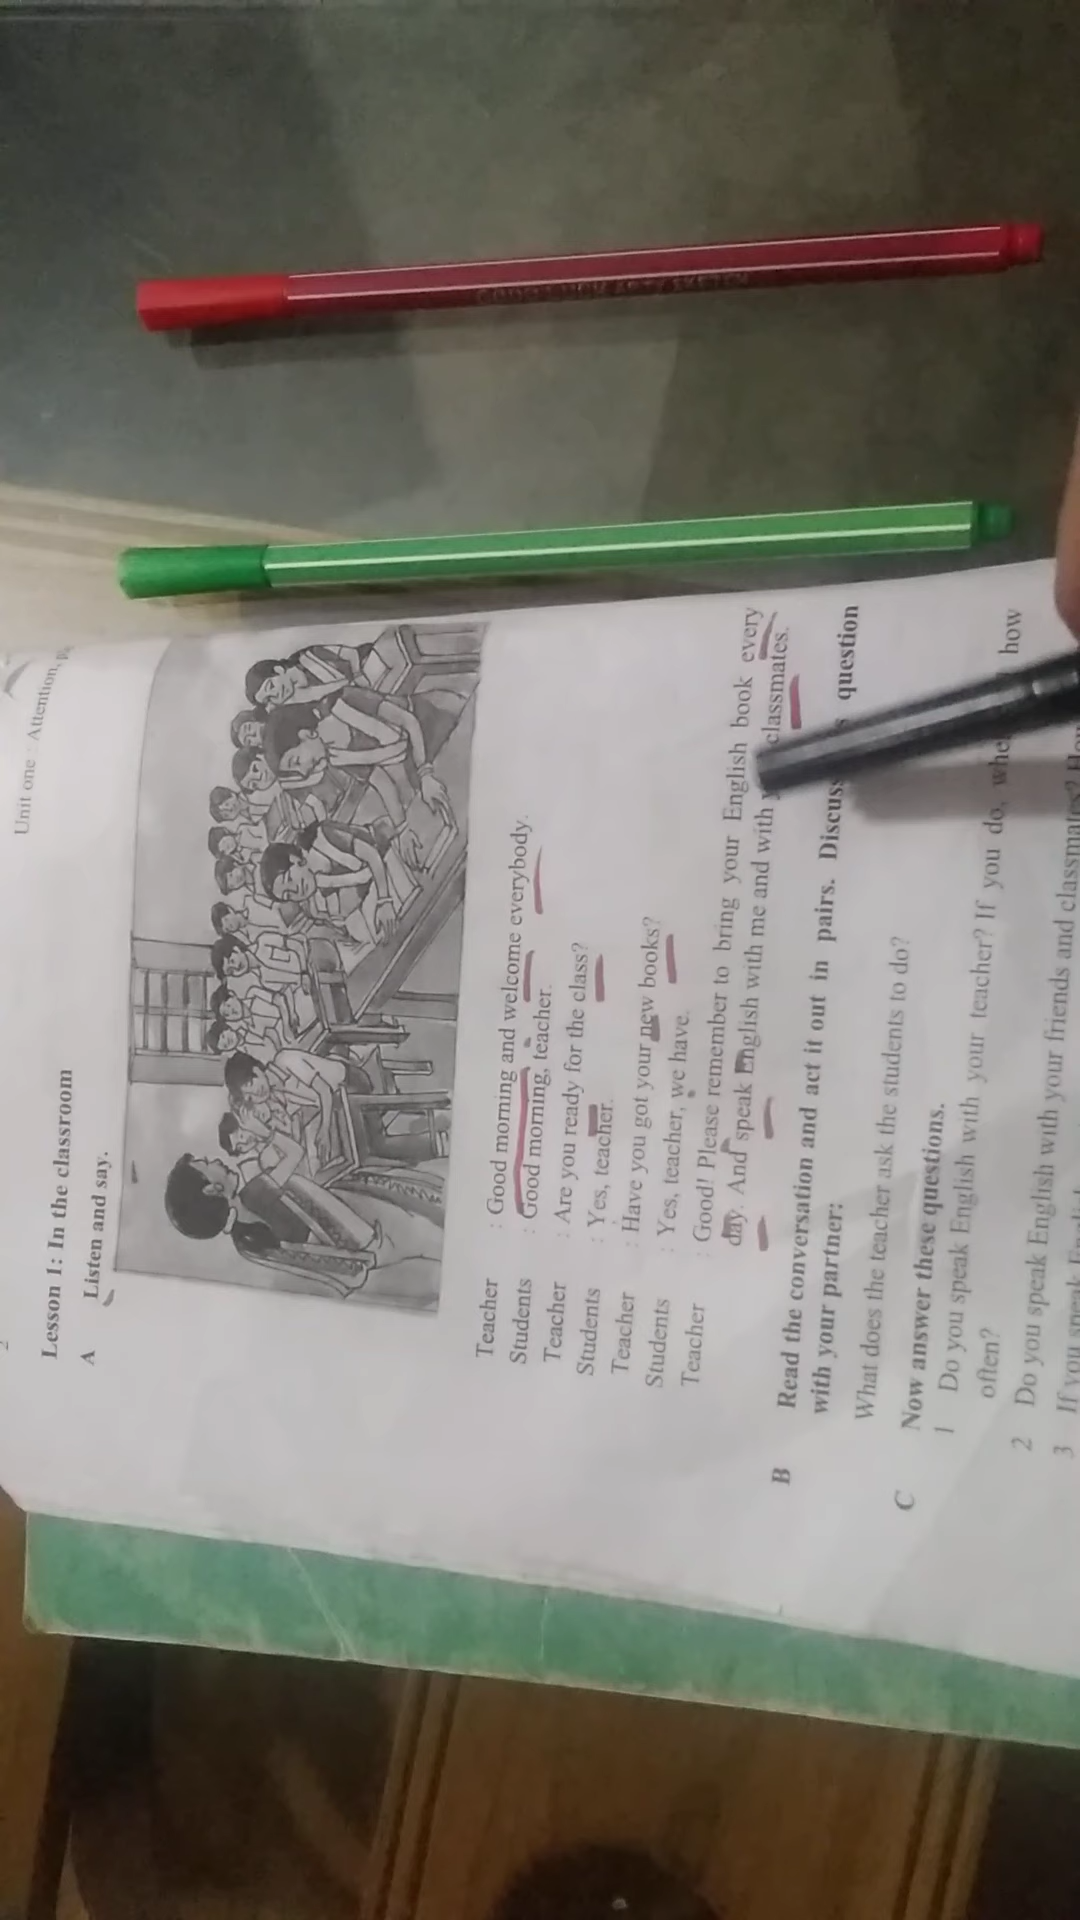 Unit one : Attention,
Lesson 1: In the classroom
A Listen and say.
Teacher : Good morning and welcome everybody.
Students : Good morning, teacher.
Teacher : Are you ready for the class?
Students : Yes, teacher.
Teacher : Have you got your new books?
Students : Yes, teacher, we have.
Teacher : Good! Please remember to bring your English book every
day. And speak English with me and with classmates.
B Read the conversation and act it out in pairs. Discuss question
with your partner:
What does the teacher ask the students to do?
C Now answer these questions.
1 Do you speak English with your teacher? If you do, how
often?
2 Do you speak English with your friends and classmates?
3 If you speak